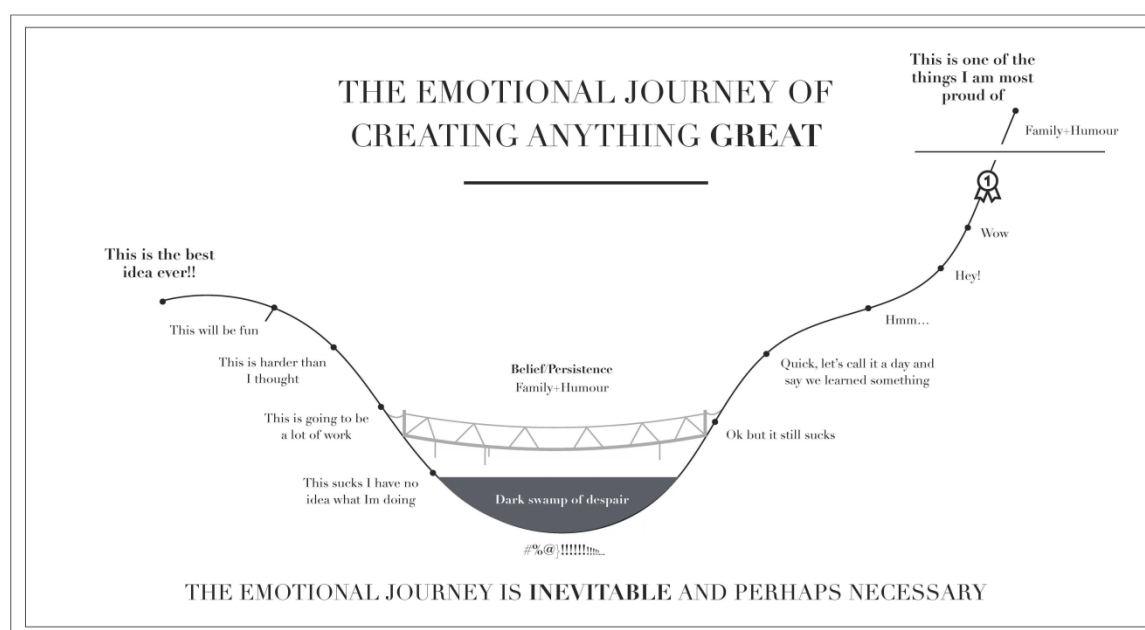 THE EMOTIONAL JOURNEY OF
CREATING ANYTHING GREAT
This is the best
idea ever!!
This will be fun
This is harder than
I thought
This is going to be
a lot of work
This sucks I have no
idea what Im doing
Belief/Persistence
Family+Humour
Dark swamp of despair
#%@}!!!!!!!!!!
Ok but it still sucks
Quick, let's call it a day and
say we learned something
Hmm...
Hey!
Wow
1
This is one of the
things I am most
proud of
Family+Humour
THE EMOTIONAL JOURNEY IS INEVITABLE AND PERHAPS NECESSARY